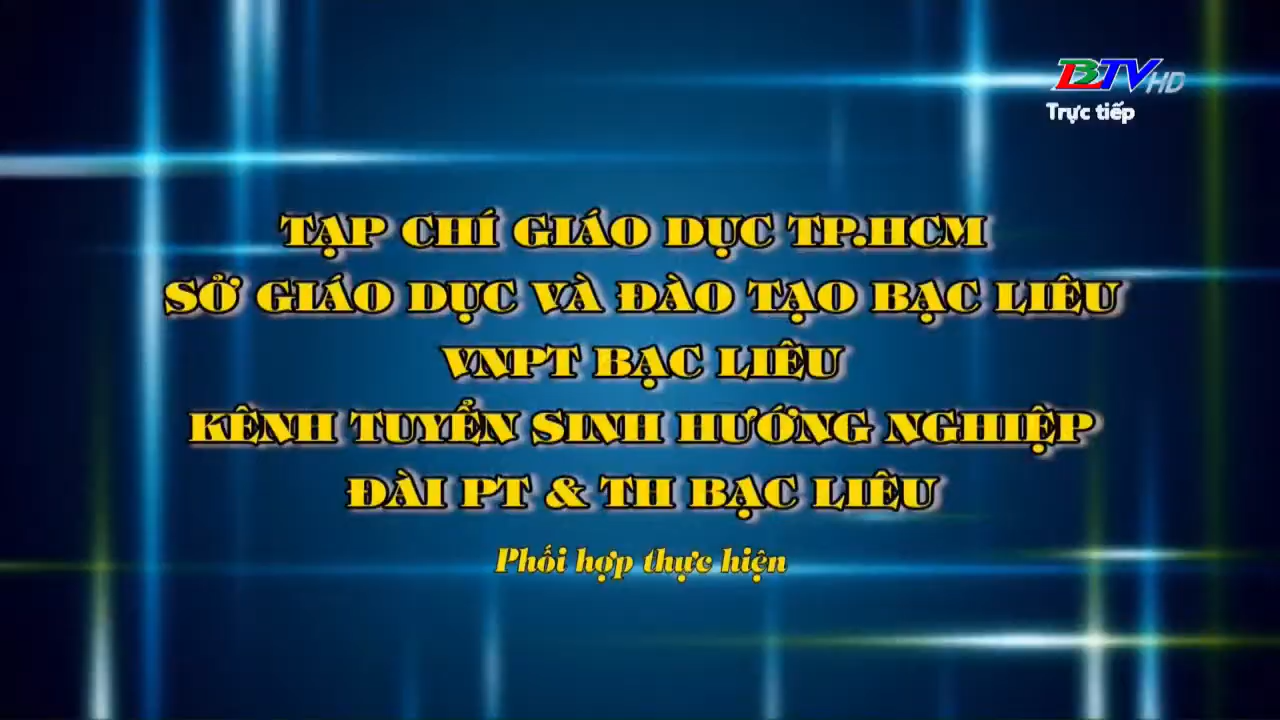 BTV HD
Trực tiếp
TẠP CHÍ GIÁO DỤC TP.HCM
SỞ GIÁO DỤC VÀ ĐÀO TẠO BẠC LIÊU
VNPT BẠC LIÊU
KÊNH TUYỂN SINH HƯỚNG NGHIỆP
ĐÀI PT & TH BẠC LIÊU
Phối hợp thực hiện